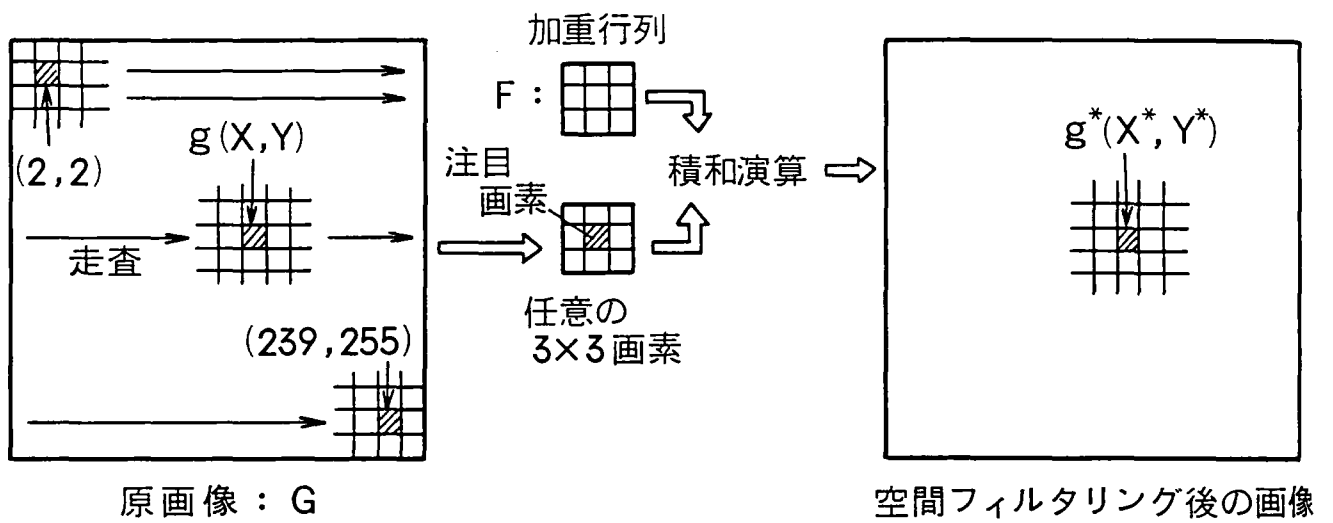 加重行列
F：
(2,2)
g(X,Y)
走査
(239,255)
原画像：G
注目
画素
任意の
3×3画素
積和演算
g*(X*,Y*)
空間フィルタリング後の画像